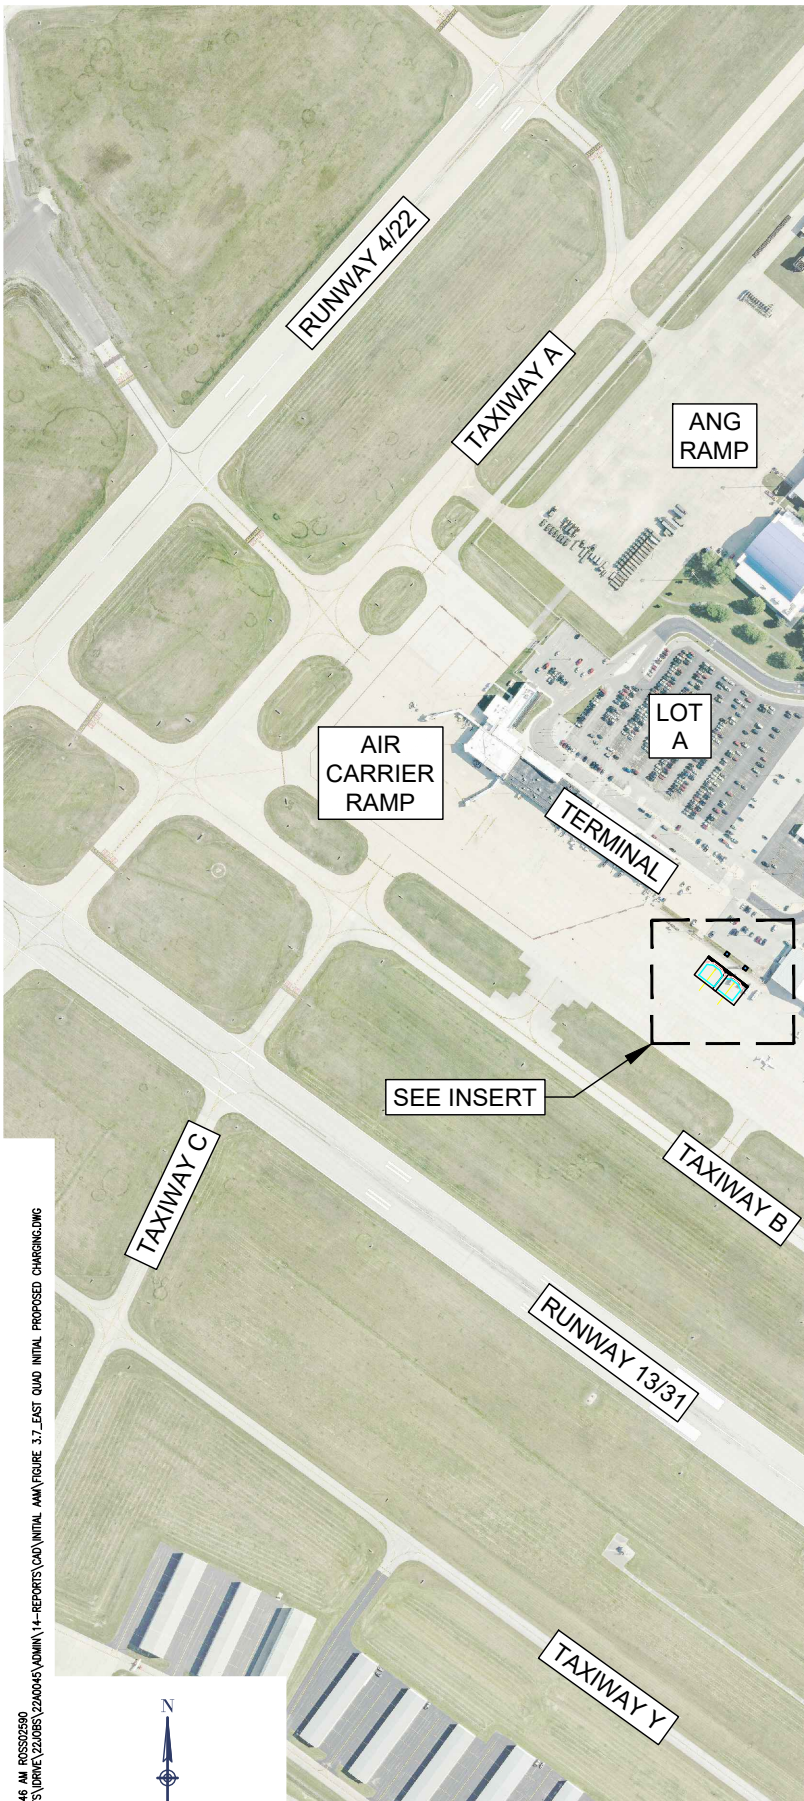 RUNWAY 4/22
TAXIWAY A
ANG
RAMP
LOT
A
AIR
CARRIER
RAMP
TERMINAL
SEE INSERT
TAXIWAY C
TAXIWAY B
RUNWAY 13/31
TAXIWAY Y
46 AM ROSS02590
'S\IDRIVE\22JOBS\22A0045\ADMIN\14-REPORTS\CAD\INITIAL AAM\FIGURE 3.7_EAST QUAD INITIAL PROPOSED CHARGING.DWG
N